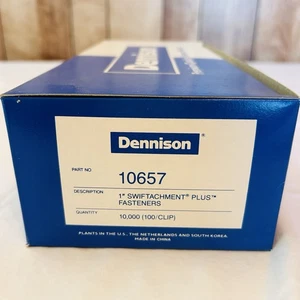 Dennison
Dennison®
PART NO
10657
DESCRIPTION
1" SWIFTACHMENT® PLUS™
FASTENERS
QUANTITY
10,000 (100/CLIP)
PLANTS IN THE U.S., THE NETHERLANDS AND SOUTH KOREA
MADE IN CHINA